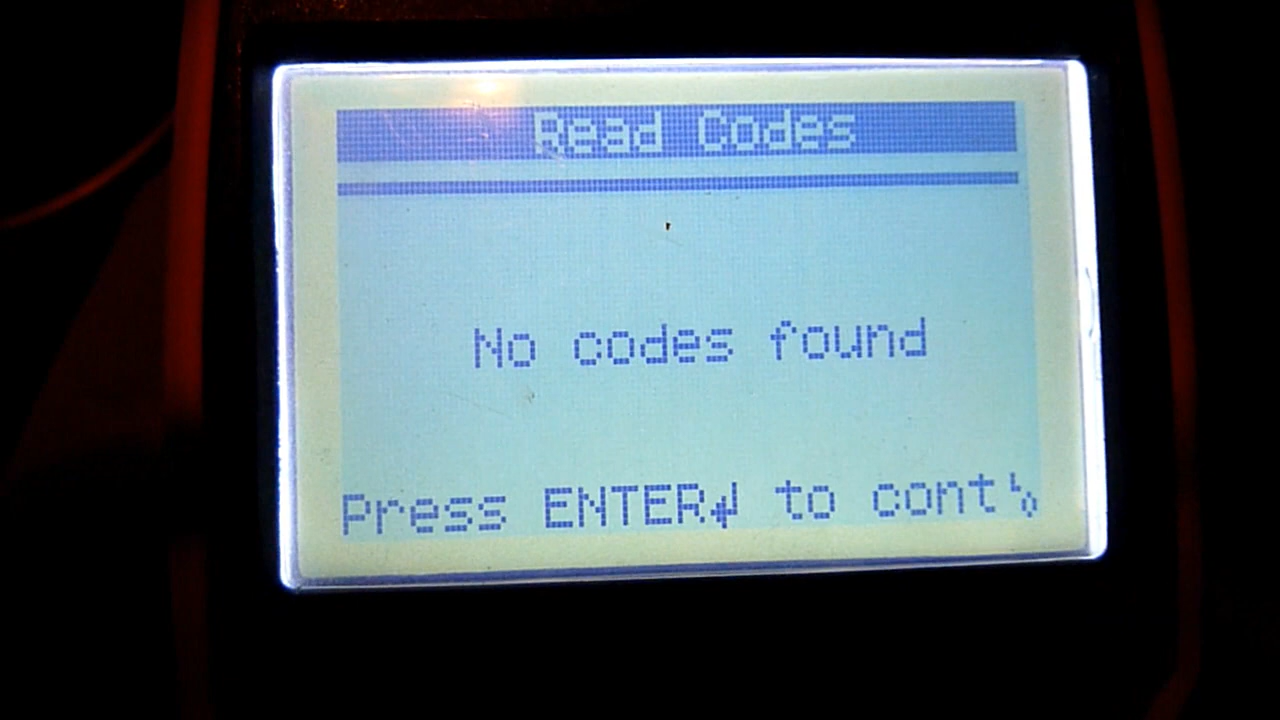 Read Codes
No codes found
Press ENTER↲ to cont'